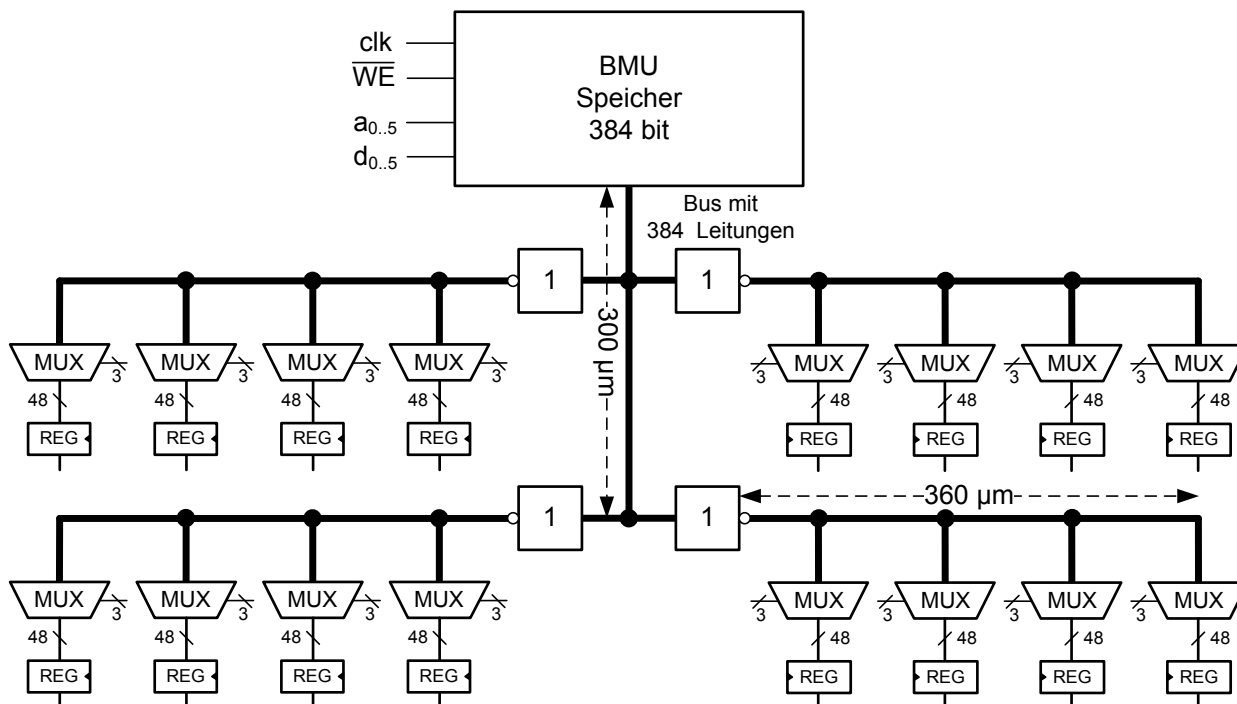 clk
WE
a0..5
d0..5
BMU
Speicher
384 bit
Bus mit
384 Leitungen
300 µm
1 1
MUX 3 MUX 3 MUX 3 MUX 3 3 MUX 3 MUX 3 MUX 3 MUX
48 48 48 48 48 48 48 48
REG REG REG REG REG REG REG REG
1 1
360 µm
MUX 3 MUX 3 MUX 3 MUX 3 3 MUX 3 MUX 3 MUX 3 MUX
48 48 48 48 48 48 48 48
REG REG REG REG REG REG REG REG